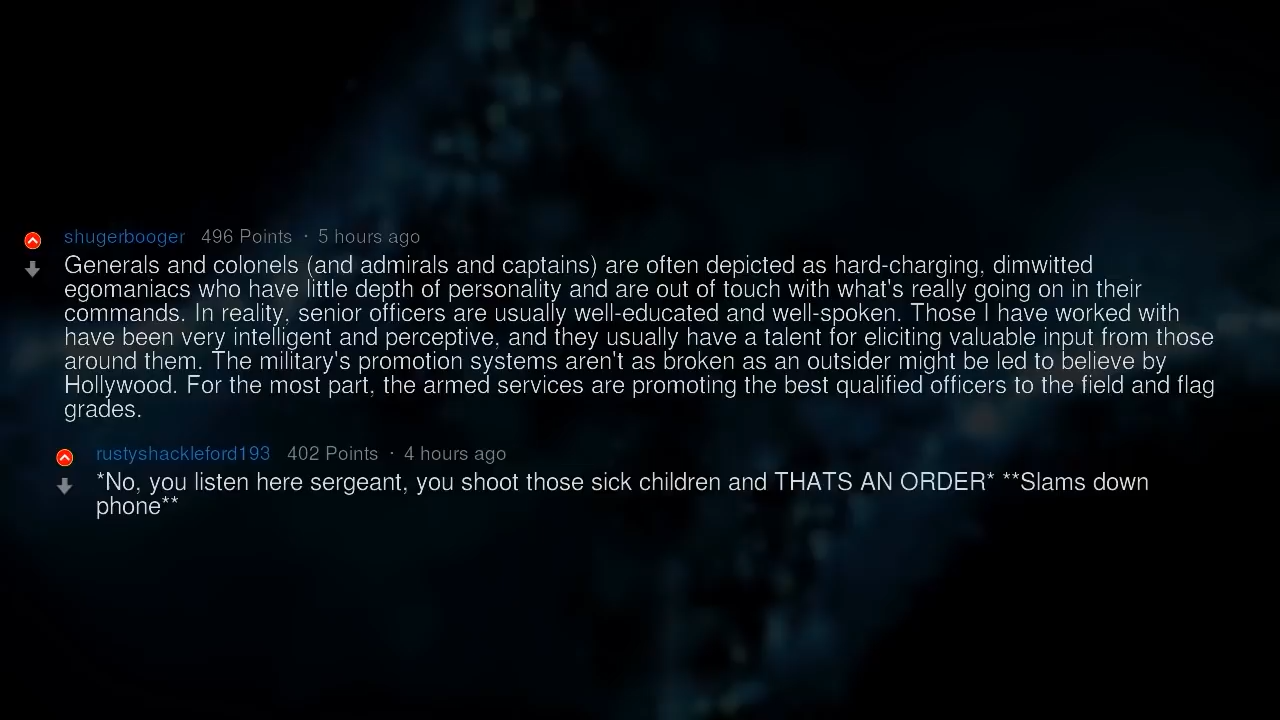 shugerbooger 496 Points · 5 hours ago
Generals and colonels (and admirals and captains) are often depicted as hard-charging, dimwitted
egomaniacs who have little depth of personality and are out of touch with what's really going on in their
commands. In reality, senior officers are usually well-educated and well-spoken. Those I have worked with
have been very intelligent and perceptive, and they usually have a talent for eliciting valuable input from those
around them. The military's promotion systems aren't as broken as an outsider might be led to believe by
Hollywood. For the most part, the armed services are promoting the best qualified officers to the field and flag
grades.
rustyshackleford193 402 Points · 4 hours ago
*No, you listen here sergeant, you shoot those sick children and THATS AN ORDER* **Slams down
phone**